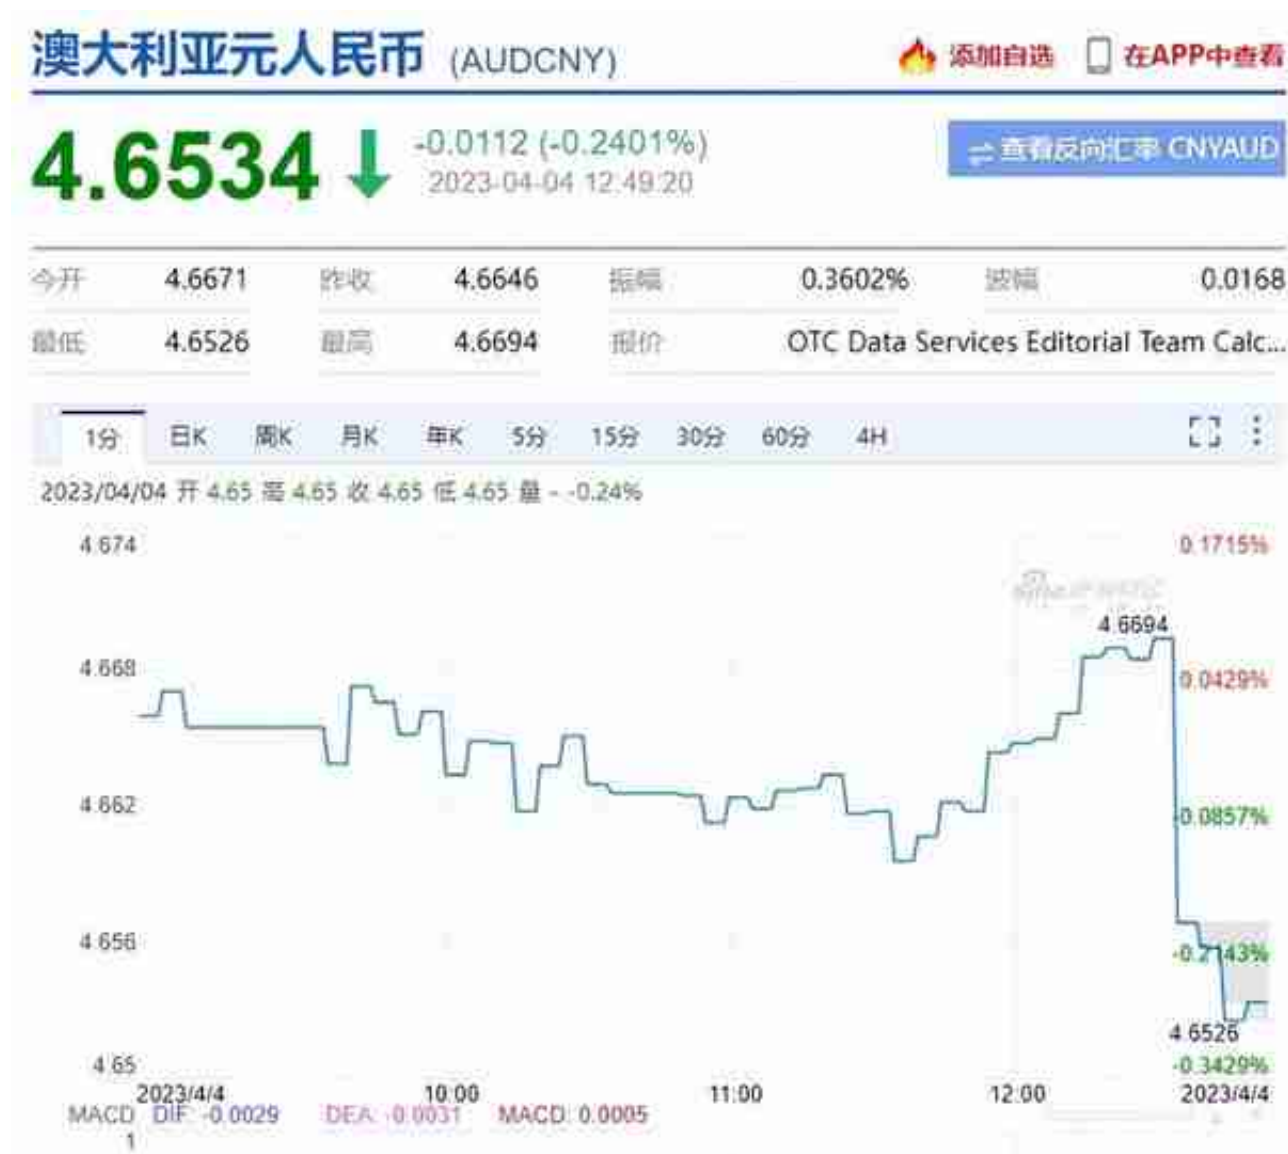 澳大利亚元人民币 (AUDCNY) 添加自选 在APP中查看
4.6534 -0.0112 (-0.2401%) 查看反向汇率 CNYAUD
2023-04-04 12:49:20
今开 4.6671 昨收 4.6646 振幅 0.3602% 波幅 0.0168
最低 4.6526 最高 4.6694 报价 OTC Data Services Editorial Team Calc...
1分 日K 周K 月K 年K 5分 15分 30分 60分 4H
2023/04/04 开 4.65 高 4.65 收 4.65 低 4.65 量 - -0.24%
4.674 0.1715%
4.6694
4.668 0.0429%
4.662 -0.0857%
4.656 -0.2143%
4.6526
4.65 -0.3429%
2023/4/4 10:00 11:00 12:00 2023/4/4
MACD DIF: -0.0029 DEA: -0.0031 MACD: 0.0005
1